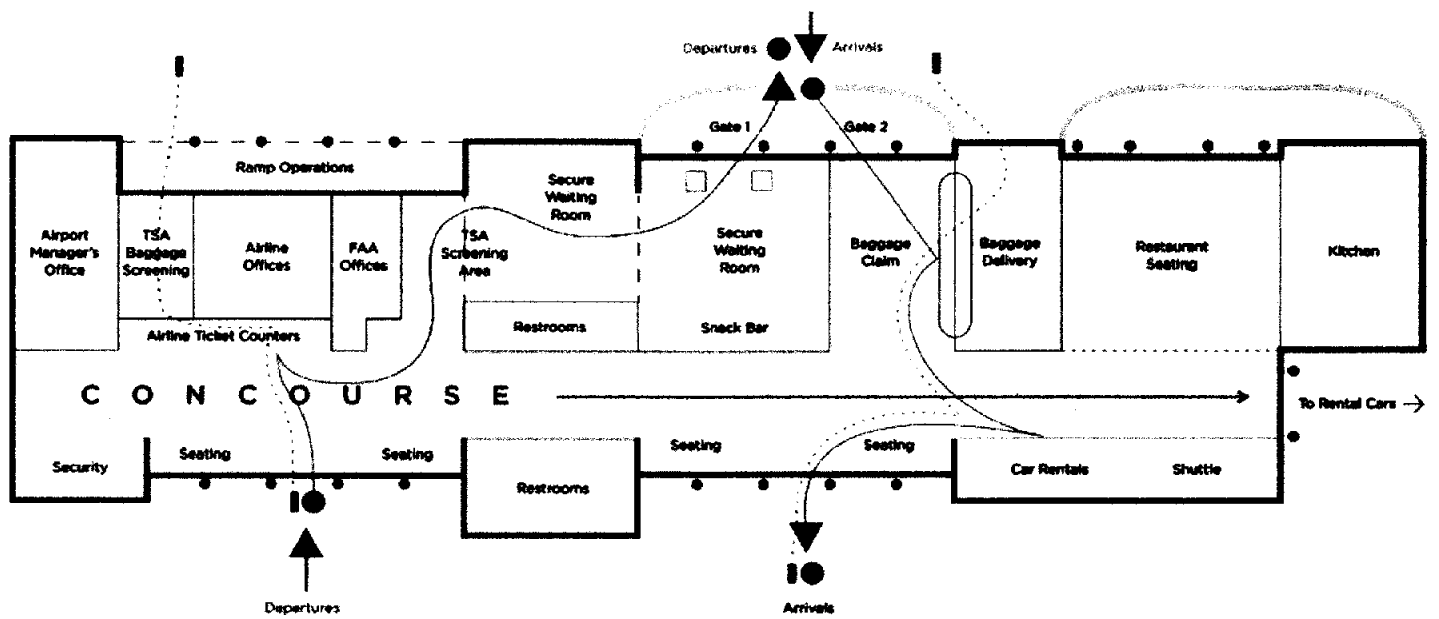 Departures
Arrivals
Gate 1
Gate 2
Ramp Operations
Airport
Manager's
Office
TSA
Baggage
Screening
Airline
Offices
FAA
Offices
TSA
Screening
Area
Secure
Waiting
Room
Secure
Waiting
Room
Baggage
Claim
Baggage
Delivery
Restaurant
Seating
Kitchen
Airline Ticket Counters
Restrooms
Snack Bar
CONCOURSE
To Rental Cars
Security
Seating
Seating
Restrooms
Seating
Seating
Car Rentals
Shuttle
Departures
Arrivals